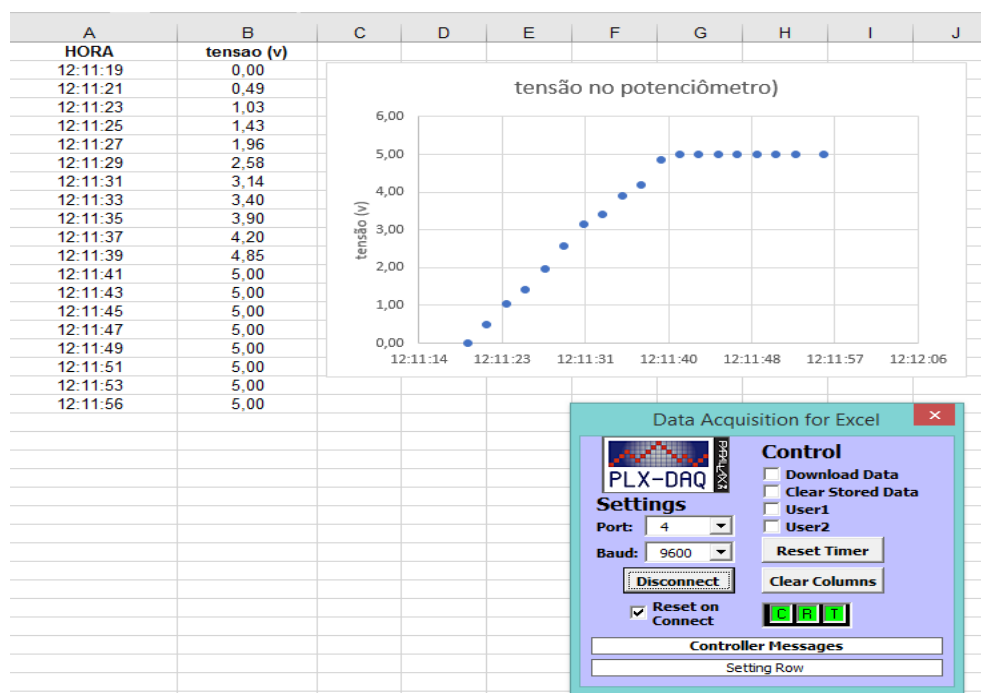 A B C D E F G H I J
HORA tensao (v)
12:11:19 0,00
12:11:21 0,49
12:11:23 1,03
12:11:25 1,43
12:11:27 1,96
12:11:29 2,58
12:11:31 3,14
12:11:33 3,40
12:11:35 3,90
12:11:37 4,20
12:11:39 4,85
12:11:41 5,00
12:11:43 5,00
12:11:45 5,00
12:11:47 5,00
12:11:49 5,00
12:11:51 5,00
12:11:53 5,00
12:11:56 5,00
tensão no potenciômetro)
6,00
5,00
4,00
3,00
2,00
1,00
0,00
tensão (v)
12:11:14 12:11:23 12:11:31 12:11:40 12:11:48 12:11:57 12:12:06
Data Acquisition for Excel
PLX-DAQ
PARALLAX
Settings
Port: 4
Baud: 9600
Disconnect
Reset on
Connect
Control
Download Data
Clear Stored Data
User1
User2
Reset Timer
Clear Columns
C R T
Controller Messages
Setting Row